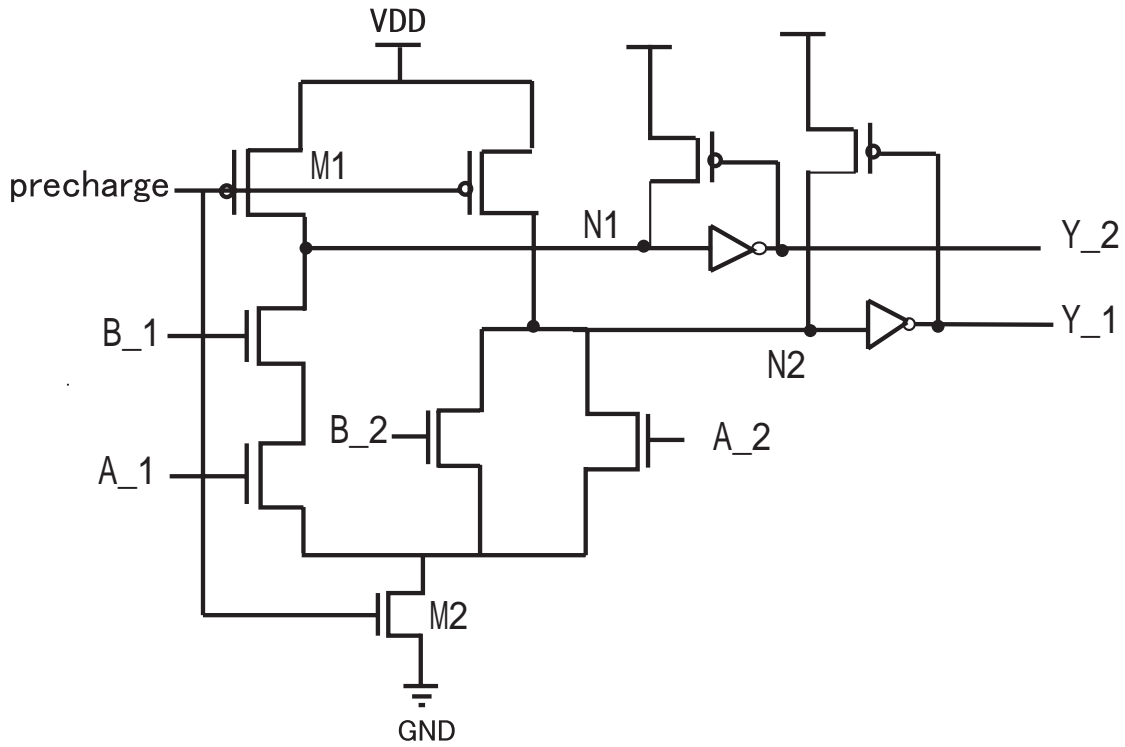 VDD
M1
precharge
N1
Y_2
B_1
Y_1
N2
B_2
A_2
A_1
M2
GND